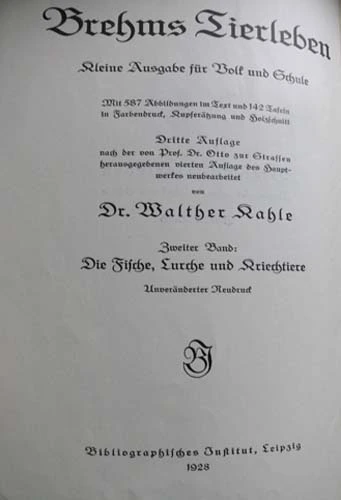 Brehms Tierleben
Kleine Ausgabe für Volk und Schule
Mit 587 Abbildungen im Text und 142 Tafeln
in Farbendruck, Kupferätzung und Holzschnitt
Dritte Auflage
nach der von Prof. Dr. Otto zur Strassen
herausgegebenen vierten Auflage des Haupt-
werkes neubearbeitet
von
Dr. Walther Kahle
Zweiter Band:
Die Fische, Lurche und Kriechtiere
Unveränderter Neudruck
BI
Bibliographisches Institut, Leipzig
1928